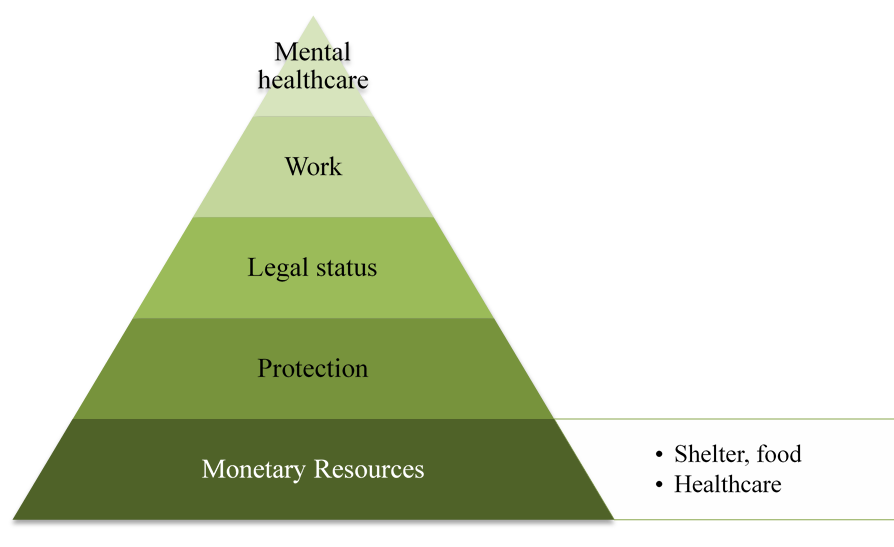 Mental
healthcare
Work
Legal status
Protection
Monetary Resources
• Shelter, food
• Healthcare